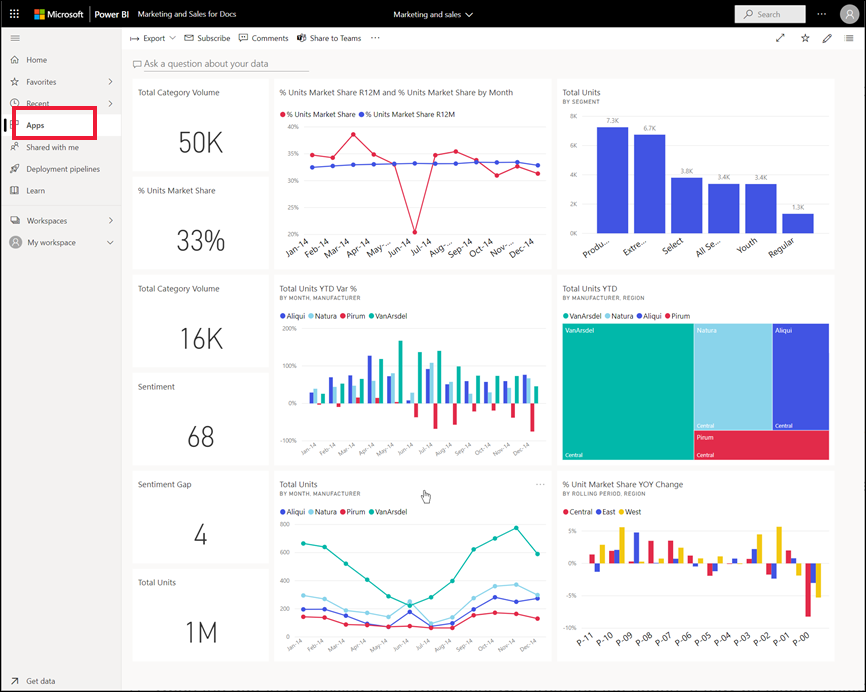 Microsoft Power BI Marketing and Sales for Docs Marketing and sales Search
Export Subscribe Comments Share to Teams
Home
Favorites
Recent
Apps
Shared with me
Deployment pipelines
Learn
Workspaces
My workspace
Get data
Ask a question about your data
Total Category Volume
50K
% Units Market Share
33%
Total Category Volume
16K
Sentiment
68
Sentiment Gap
4
Total Units
1M
% Units Market Share R12M and % Units Market Share by Month
% Units Market Share % Units Market Share R12M
40%
35%
30%
25%
20%
Jan-14 Feb-14 Mar-14 Apr-14 May-... Jun-14 Jul-14 Aug-... Sep-14 Oct-14 Nov-... Dec-14
Total Units
BY SEGMENT
8K
6K
4K
2K
0K
7.3K 6.7K 3.8K 3.4K 3.4K 1.3K
Produ... Extre... Select All Se... Youth Regular
Total Units YTD Var %
BY MONTH, MANUFACTURER
Aliqui Natura Pirum VanArsdel
200%
100%
0%
-100%
Jan-14 Feb-14 Mar-14 Apr-14 May-14 Jun-14 Jul-14 Aug-14 Sep-14 Oct-14 Nov-14 Dec-14
Total Units YTD
BY MANUFACTURER, REGION
VanArsdel Natura Aliqui Pirum
VanArsdel Natura Aliqui
Central Central
Pirum
Central Central
Total Units
BY MONTH, MANUFACTURER
Aliqui Natura Pirum VanArsdel
800
600
400
200
0
Jan-14 Feb-14 Mar-14 Apr-14 May-14 Jun-14 Jul-14 Aug-14 Sep-14 Oct-14 Nov-14 Dec-14
% Unit Market Share YOY Change
BY ROLLING PERIOD, REGION
Central East West
5%
0%
-5%
-10%
P-11 P-10 P-09 P-08 P-07 P-06 P-05 P-04 P-03 P-02 P-01 P-00